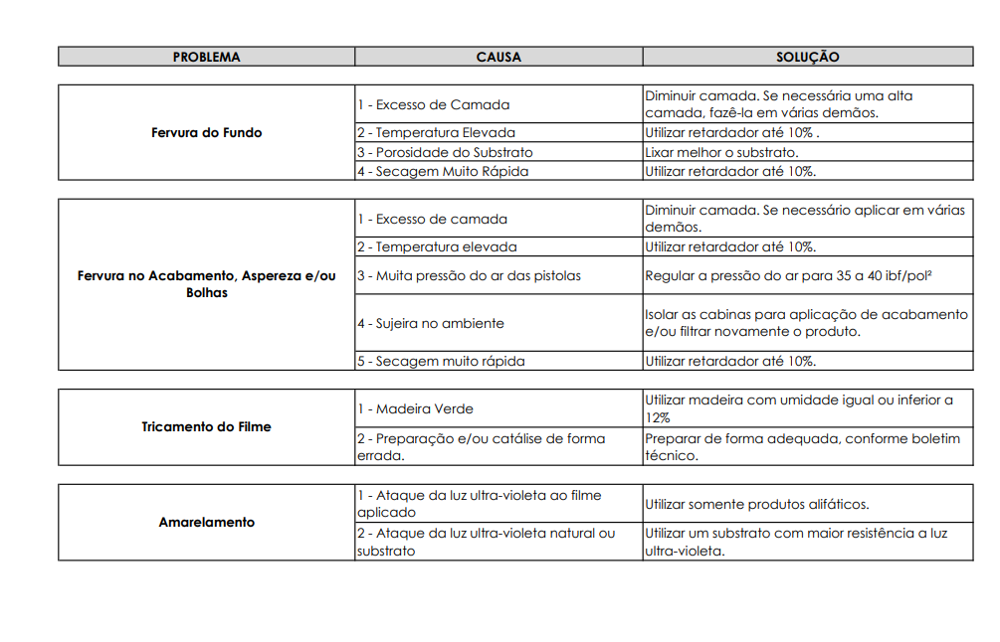 PROBLEMA CAUSA SOLUÇÃO
Fervura do Fundo
1 - Excesso de Camada
Diminuir camada. Se necessária uma alta
camada, fazê-la em várias demãos.
2 - Temperatura Elevada
Utilizar retardador até 10% .
3 - Porosidade do Substrato
Lixar melhor o substrato.
4 - Secagem Muito Rápida
Utilizar retardador até 10%.
Fervura no Acabamento, Aspereza e/ou
Bolhas
1 - Excesso de camada
Diminuir camada. Se necessário aplicar em várias
demãos.
2 - Temperatura elevada
Utilizar retardador até 10%.
3 - Muita pressão do ar das pistolas
Regular a pressão do ar para 35 a 40 ibf/pol²
4 - Sujeira no ambiente
Isolar as cabinas para aplicação de acabamento
e/ou filtrar novamente o produto.
5 - Secagem muito rápida
Utilizar retardador até 10%.
Tricamento do Filme
1 - Madeira Verde
Utilizar madeira com umidade igual ou inferior a
12%
2 - Preparação e/ou catálise de forma
errada.
Preparar de forma adequada, conforme boletim
técnico.
Amarelamento
1 - Ataque da luz ultra-violeta ao filme
aplicado
Utilizar somente produtos alifáticos.
2 - Ataque da luz ultra-violeta natural ou
substrato
Utilizar um substrato com maior resistência a luz
ultra-violeta.